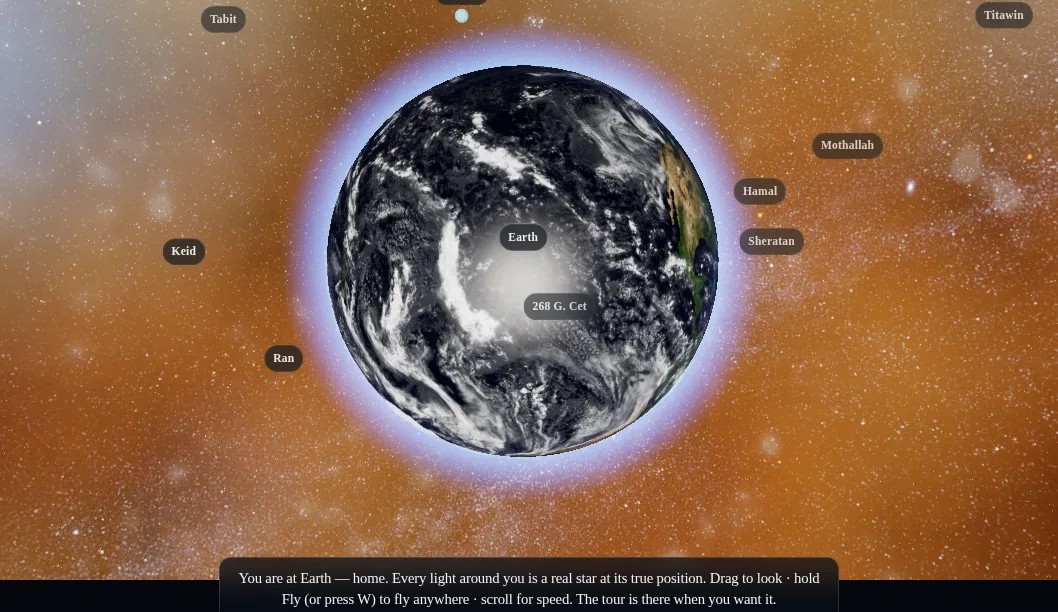 Tabit
Titawin
Mothallah
Hamal
Earth
Sheratan
Keid
268 G. Cet
Ran
You are at Earth — home. Every light around you is a real star at its true position. Drag to look · hold
Fly (or press W) to fly anywhere · scroll for speed. The tour is there when you want it.